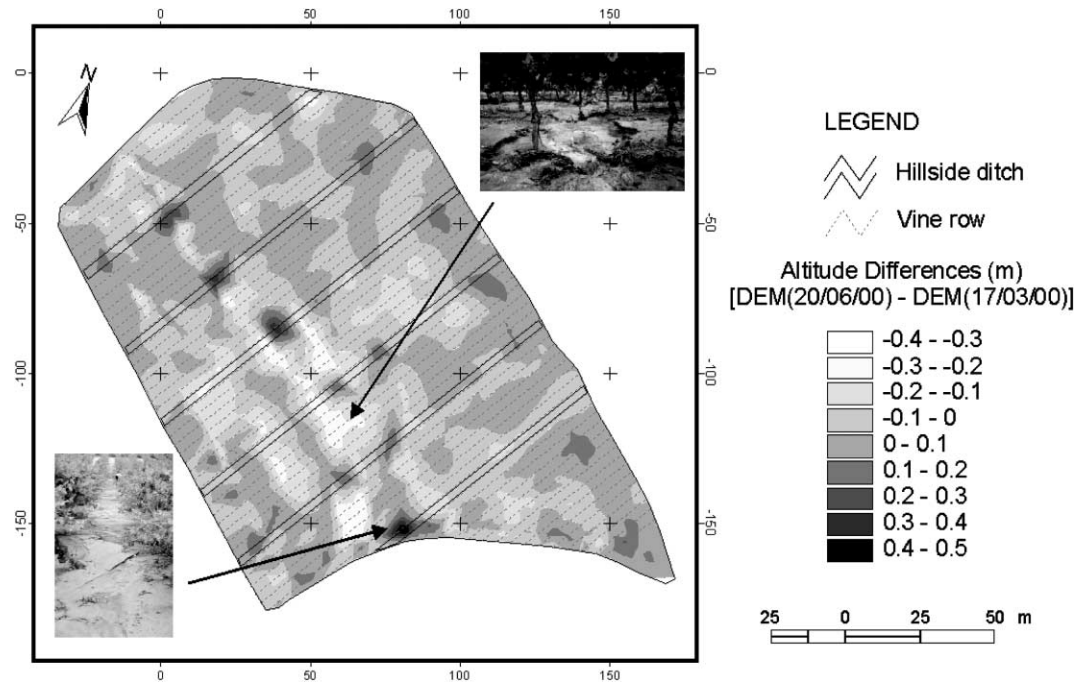 0 50 100 150
N
0
-50
-100
-150
0
-50
-100
-150
0 50 100 150
LEGEND
Hillside ditch
Vine row
Altitude Differences (m)
[DEM(20/06/00) - DEM(17/03/00)]
-0.4 - -0.3
-0.3 - -0.2
-0.2 - -0.1
-0.1 - 0
0 - 0.1
0.1 - 0.2
0.2 - 0.3
0.3 - 0.4
0.4 - 0.5
25 0 25 50 m